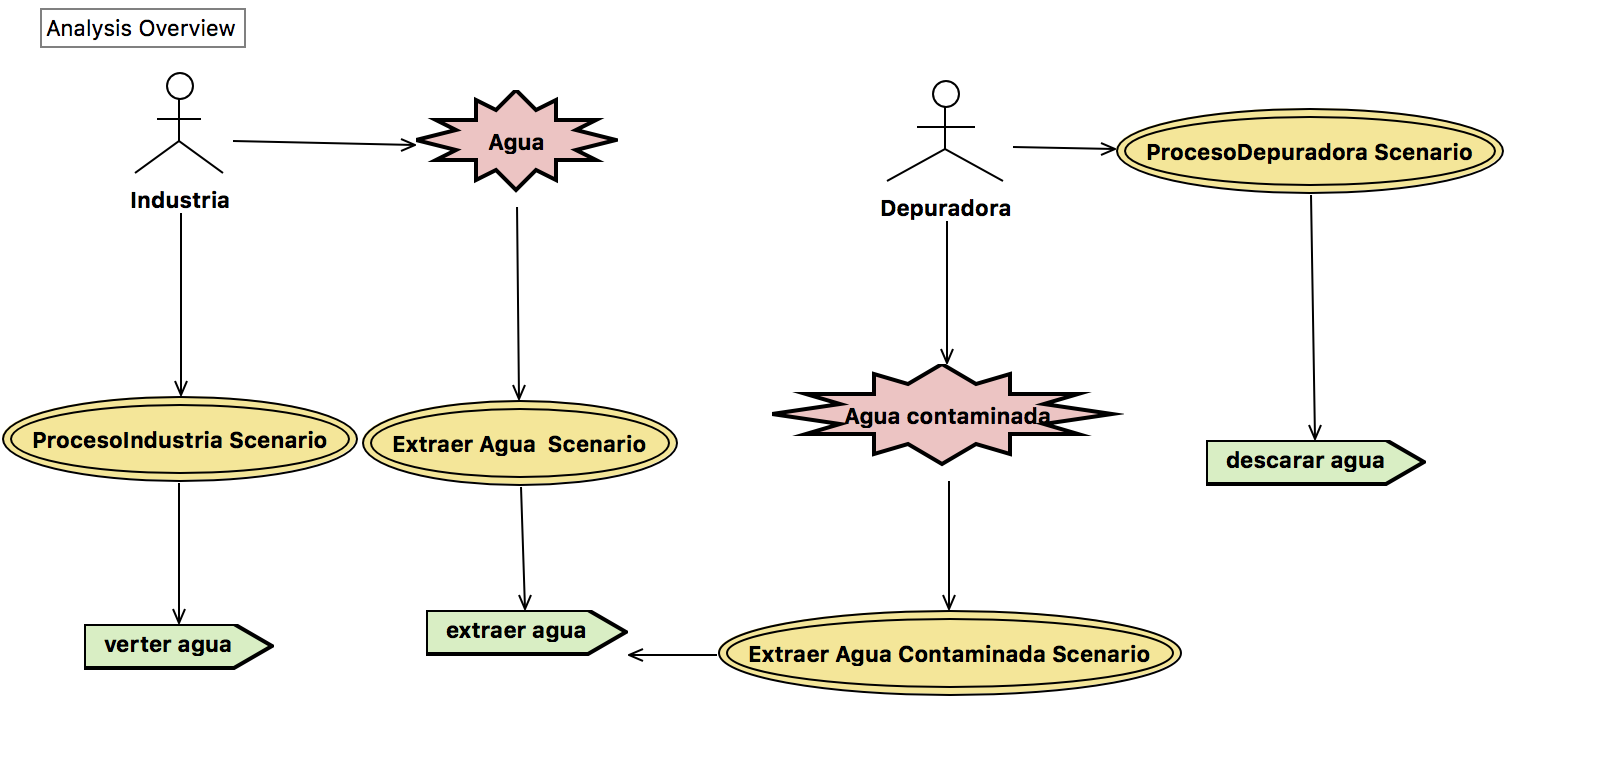 Analysis Overview
Agua
Industria
Depuradora
ProcesoDepuradora Scenario
ProcesoIndustria Scenario
Extraer Agua  Scenario
Agua contaminada
descarar agua
verter agua
extraer agua
Extraer Agua Contaminada Scenario